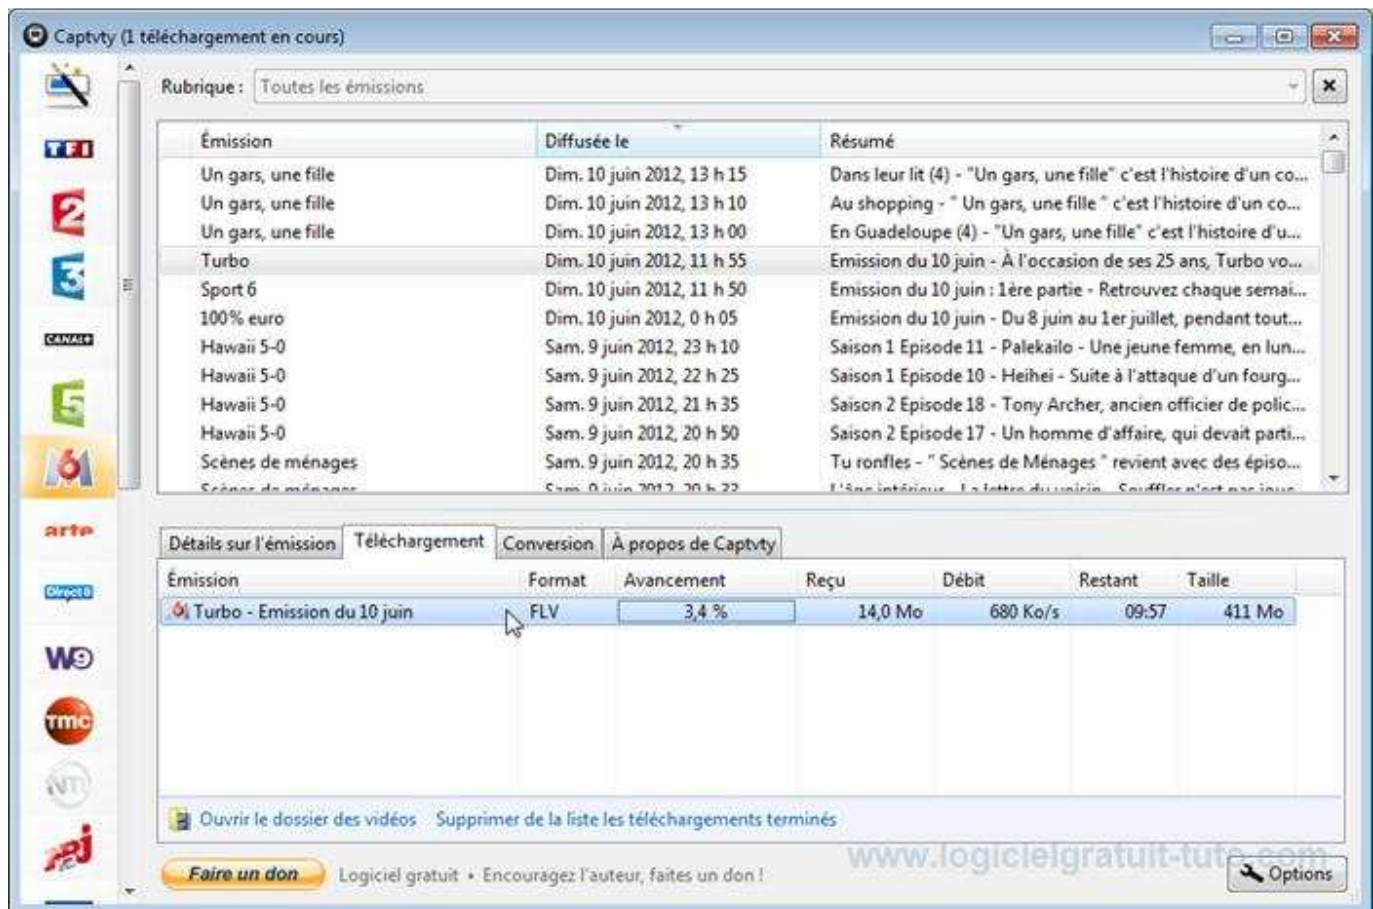 Captvty (1 téléchargement en cours)
Rubrique : Toutes les émissions
Émission Diffusée le Résumé
Un gars, une fille Dim. 10 juin 2012, 13 h 15 Dans leur lit (4) - "Un gars, une fille" c'est l'histoire d'un co...
Un gars, une fille Dim. 10 juin 2012, 13 h 10 Au shopping - " Un gars, une fille " c'est l'histoire d'un co...
Un gars, une fille Dim. 10 juin 2012, 13 h 00 En Guadeloupe (4) - "Un gars, une fille" c'est l'histoire d'u...
Turbo Dim. 10 juin 2012, 11 h 55 Emission du 10 juin - À l'occasion de ses 25 ans, Turbo vo...
Sport 6 Dim. 10 juin 2012, 11 h 50 Emission du 10 juin : 1ère partie - Retrouvez chaque semai...
100% euro Dim. 10 juin 2012, 0 h 05 Emission du 10 juin - Du 8 juin au 1er juillet, pendant tout...
Hawaii 5-0 Sam. 9 juin 2012, 23 h 10 Saison 1 Episode 11 - Palekailo - Une jeune femme, en lun...
Hawaii 5-0 Sam. 9 juin 2012, 22 h 25 Saison 1 Episode 10 - Heihei - Suite à l'attaque d'un fourg...
Hawaii 5-0 Sam. 9 juin 2012, 21 h 35 Saison 2 Episode 18 - Tony Archer, ancien officier de polic...
Hawaii 5-0 Sam. 9 juin 2012, 20 h 50 Saison 2 Episode 17 - Un homme d'affaire, qui devait parti...
Scènes de ménages Sam. 9 juin 2012, 20 h 35 Tu ronfles - " Scènes de Ménages " revient avec des épiso...
Scènes de ménages Sam. 9 juin 2012, 20 h
TF1
2
3
CANAL+
5
M6
arte
Direct 8
W9
TMC
NT1
NRJ 12
Détails sur l'émission Téléchargement Conversion À propos de Captvty
Émission Format Avancement Reçu Débit Restant Taille
Turbo - Emission du 10 juin FLV 3,4 % 14,0 Mo 680 Ko/s 09:57 411 Mo
Ouvrir le dossier des vidéos Supprimer de la liste les téléchargements terminés
www.logicielgratuit-tuto.com
Faire un don Logiciel gratuit • Encouragez l'auteur, faites un don ! Options